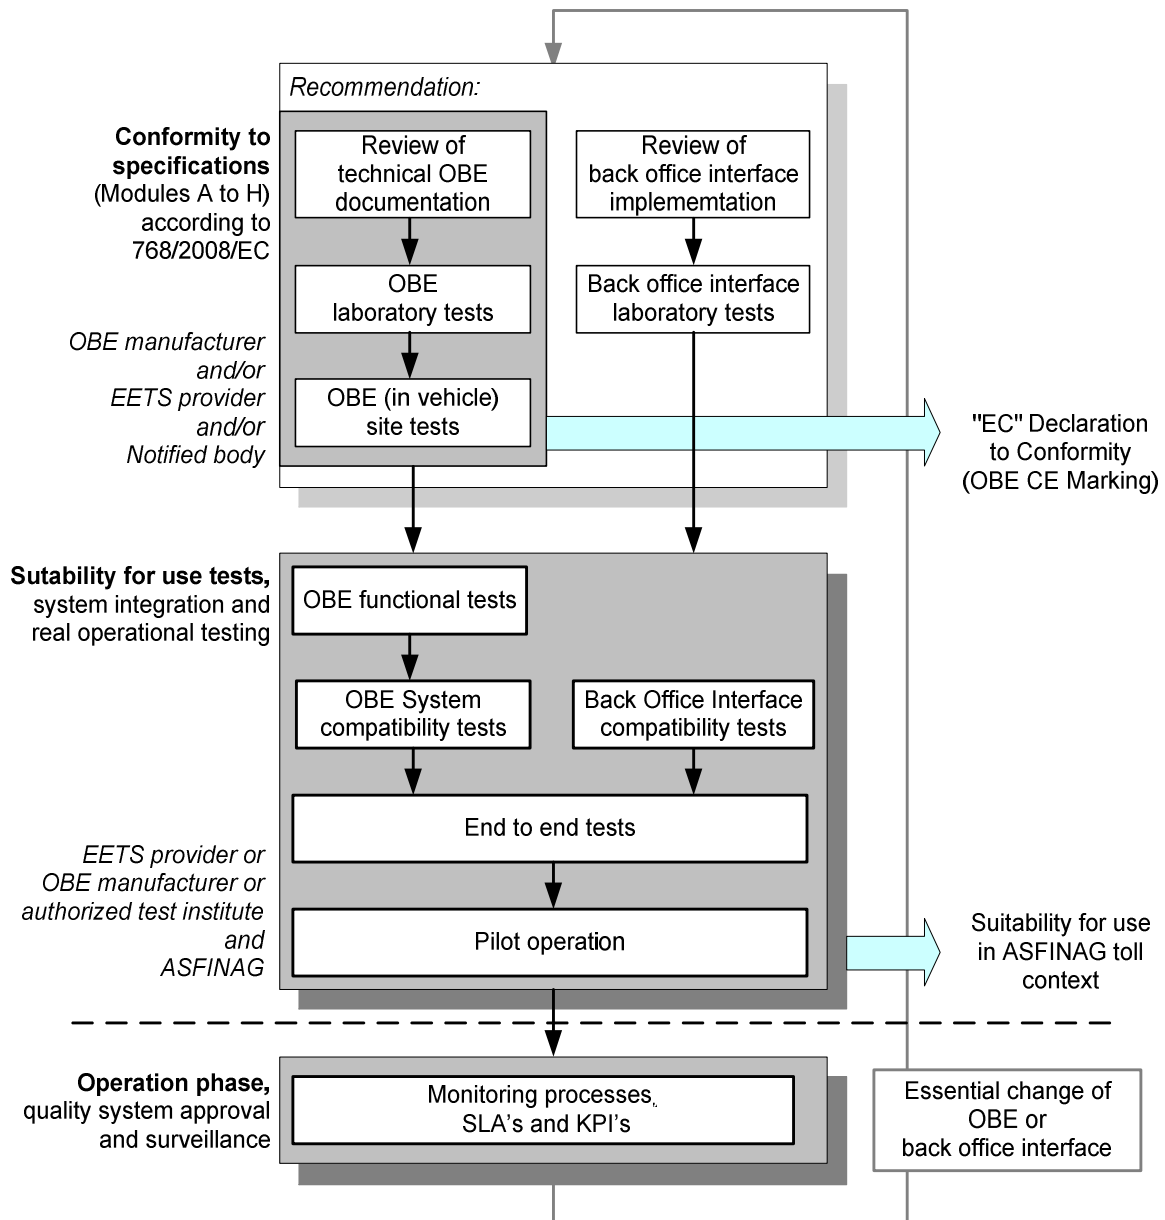 Recommendation:
Conformity to
specifications
(Modules A to H)
according to
768/2008/EC
Review of
technical OBE
documentation
Review of
back office interface
implememtation
OBE
laboratory tests
Back office interface
laboratory tests
OBE manufacturer
and/or
EETS provider
and/or
Notified body
OBE (in vehicle)
site tests
"EC" Declaration
to Conformity
(OBE CE Marking)
Sutability for use tests,
system integration and
real operational testing
OBE functional tests
OBE System
compatibility tests
Back Office Interface
compatibility tests
End to end tests
EETS provider or
OBE manufacturer or
authorized test institute
and
ASFINAG
Pilot operation
Suitability for use
in ASFINAG toll
context
Operation phase,
quality system approval
and surveillance
Monitoring processes,
SLA's and KPI's
Essential change of
OBE or
back office interface